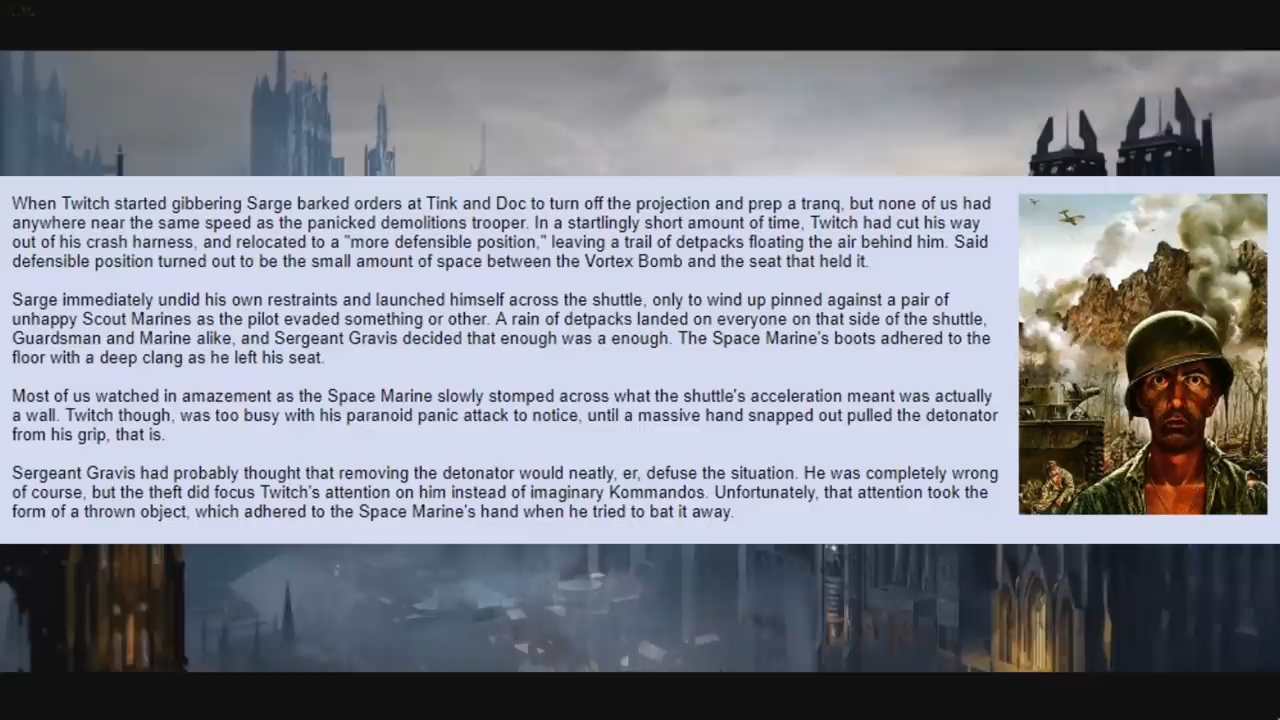 When Twitch started gibbering Sarge barked orders at Tink and Doc to turn off the projection and prep a tranq, but none of us had
anywhere near the same speed as the panicked demolitions trooper. In a startlingly short amount of time, Twitch had cut his way
out of his crash harness, and relocated to a "more defensible position," leaving a trail of detpacks floating the air behind him. Said
defensible position turned out to be the small amount of space between the Vortex Bomb and the seat that held it.
Sarge immediately undid his own restraints and launched himself across the shuttle, only to wind up pinned against a pair of
unhappy Scout Marines as the pilot evaded something or other. A rain of detpacks landed on everyone on that side of the shuttle,
Guardsman and Marine alike, and Sergeant Gravis decided that enough was a enough. The Space Marine's boots adhered to the
floor with a deep clang as he left his seat.
Most of us watched in amazement as the Space Marine slowly stomped across what the shuttle's acceleration meant was actually
a wall. Twitch though, was too busy with his paranoid panic attack to notice, until a massive hand snapped out pulled the detonator
from his grip, that is.
Sergeant Gravis had probably thought that removing the detonator would neatly, er, defuse the situation. He was completely wrong
of course, but the theft did focus Twitch's attention on him instead of imaginary Kommandos. Unfortunately, that attention took the
form of a thrown object, which adhered to the Space Marine's hand when he tried to bat it away.